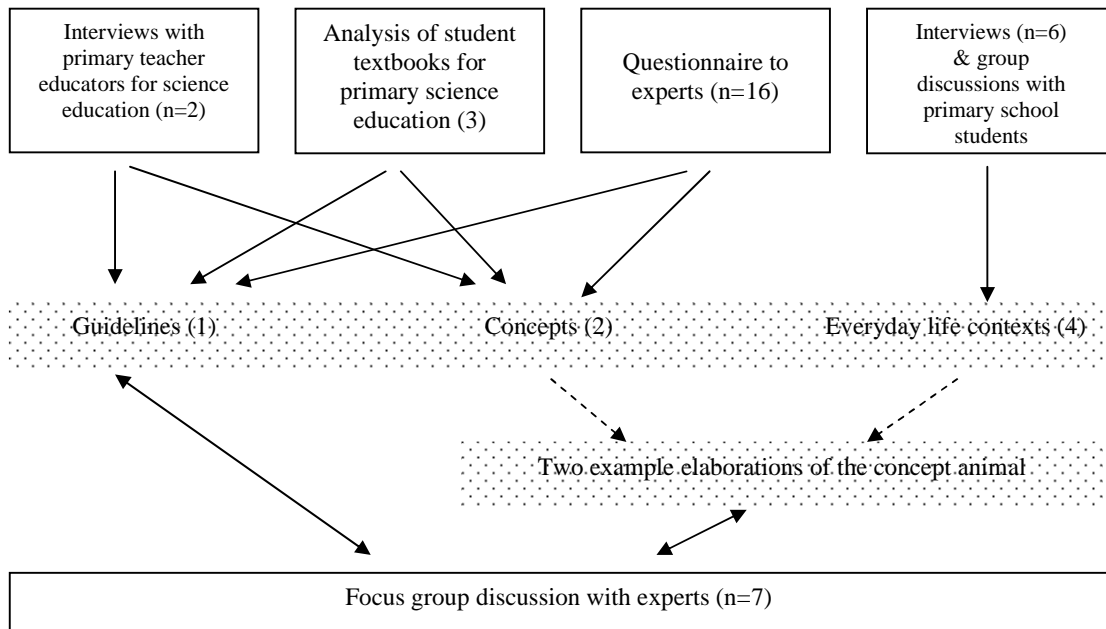 Interviews with
primary teacher
educators for science
education (n=2)
Analysis of student
textbooks for
primary science
education (3)
Questionnaire to
experts (n=16)
Interviews (n=6)
& group
discussions with
primary school
students
Guidelines (1)
Concepts (2)
Everyday life contexts (4)
Two example elaborations of the concept animal
Focus group discussion with experts (n=7)